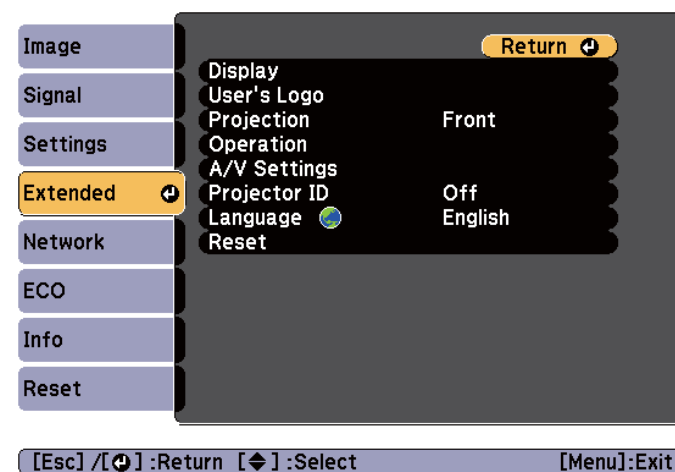 Image
Signal
Settings
Extended
Network
ECO
Info
Reset
Return
Display
User's Logo
Projection Front
Operation
A/V Settings
Projector ID Off
Language English
Reset
[Esc] /[ ] :Return [ ] :Select [Menu]:Exit